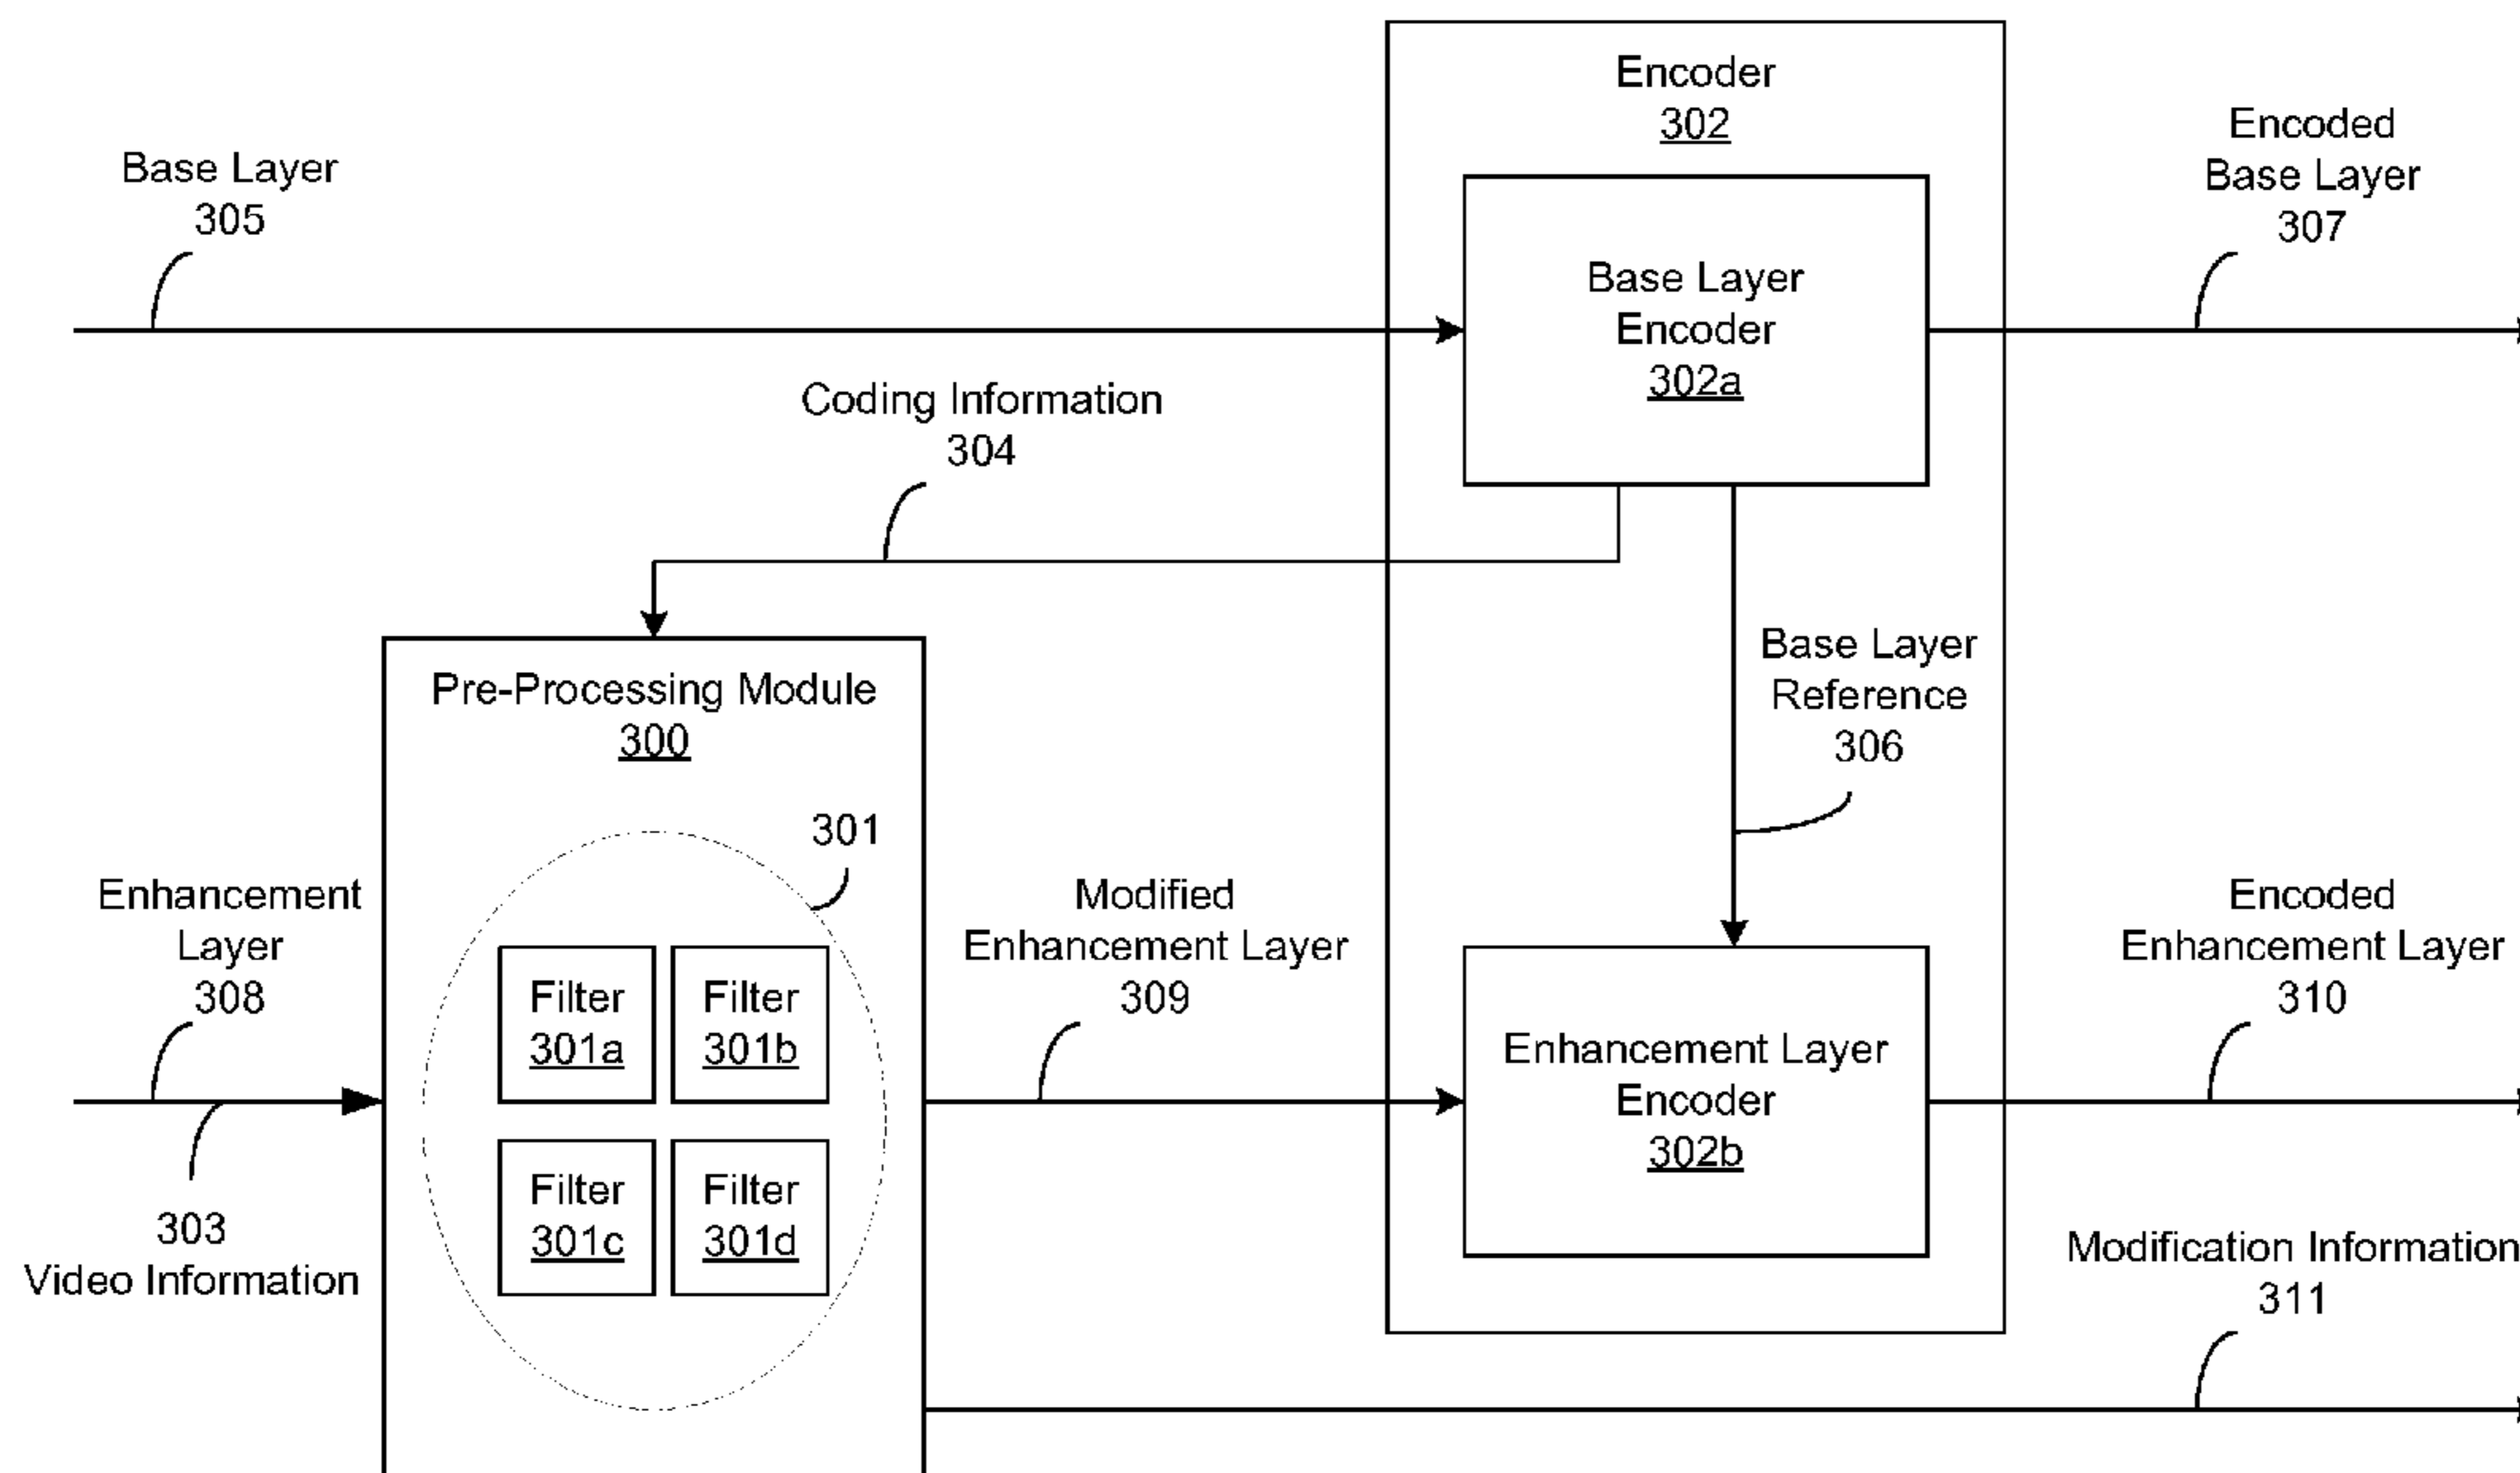 Encoder
302
Encoded
Base Layer
307
Base Layer
305
Base Layer
Encoder
302a
Coding Information
304
Base Layer
Reference
306
Pre-Processing Module
300
301
Enhancement
Layer
308
Filter
301a
Filter
301b
Modified
Enhancement Layer
309
Enhancement Layer
Encoder
302b
Encoded
Enhancement Layer
310
303
Video Information
Filter
301c
Filter
301d
Modification Information
311